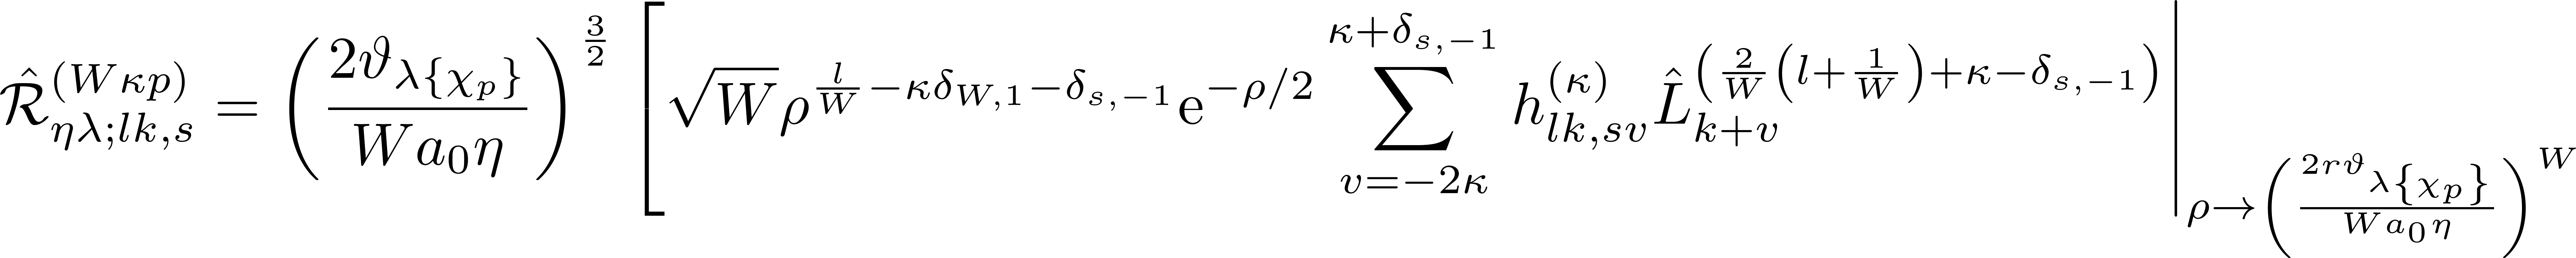 $\hat{\mathcal{R}}_{\eta\lambda;lk,s}^{(W\kappa p)} = \left(\frac{2\vartheta_{\lambda\{\chi_p\}}}{Wa_0\eta}\right)^{\frac{3}{2}} \left[\sqrt{W}\rho^{\frac{l}{W}-\kappa\delta_{W,1}-\delta_{s,-1}}\mathrm{e}^{-\rho/2}\sum_{v=-2\kappa}^{\kappa+\delta_{s,-1}} h_{lk,sv}^{(\kappa)}\hat{L}_{k+v}^{\left(\frac{2}{W}\left(l+\frac{1}{W}\right)+\kappa-\delta_{s,-1}\right)}\right|_{\rho\to\left(\frac{2r\vartheta_{\lambda\{\chi_p\}}}{Wa_0\eta}\right)^W}$